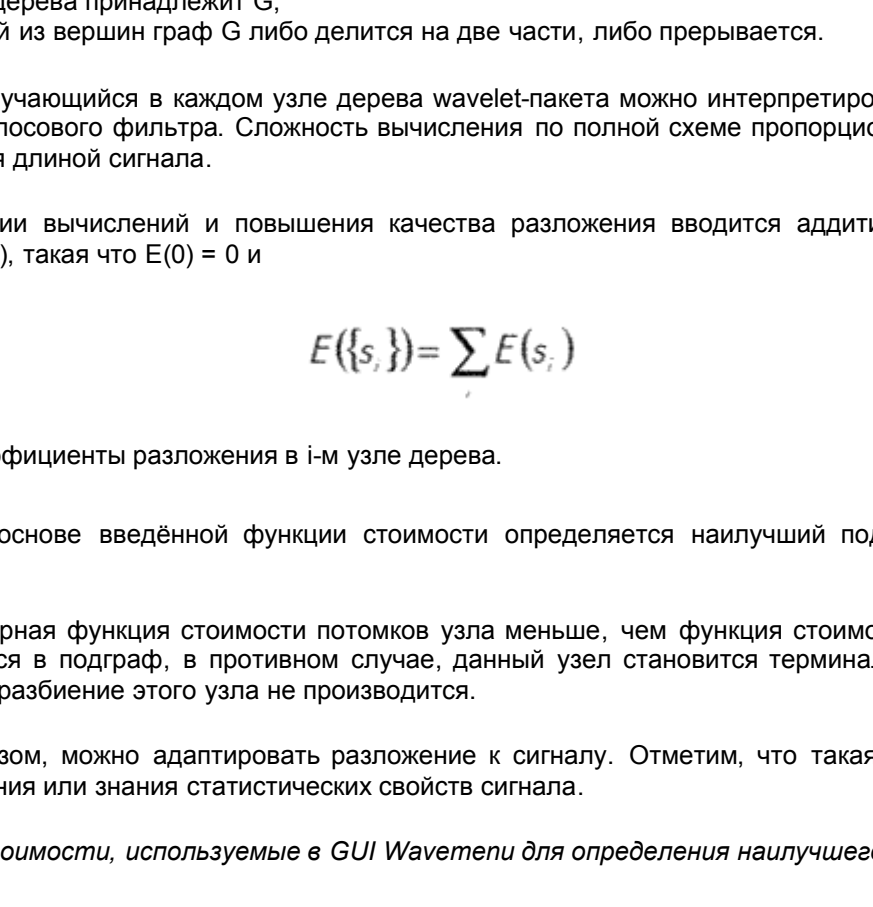 дерева принадлежит G,
й из вершин граф G либо делится на две части, либо прерывается.
учающийся в каждом узле дерева wavelet-пакета можно интерпретиро
лосового фильтра. Сложность вычисления по полной схеме пропорцио
я длиной сигнала.
ии вычислений и повышения качества разложения вводится аддити
), такая что E(0) = 0 и
E({s_i})= ∑_i E(s_i)
ффициенты разложения в i-м узле дерева.
основе введённой функции стоимости определяется наилучший под
рная функция стоимости потомков узла меньше, чем функция стоимо
ся в подграф, в противном случае, данный узел становится термина
разбиение этого узла не производится.
зом, можно адаптировать разложение к сигналу. Отметим, что такая
ния или знания статистических свойств сигнала.
оимости, используемые в GUI Wavemenu для определения наилучшего